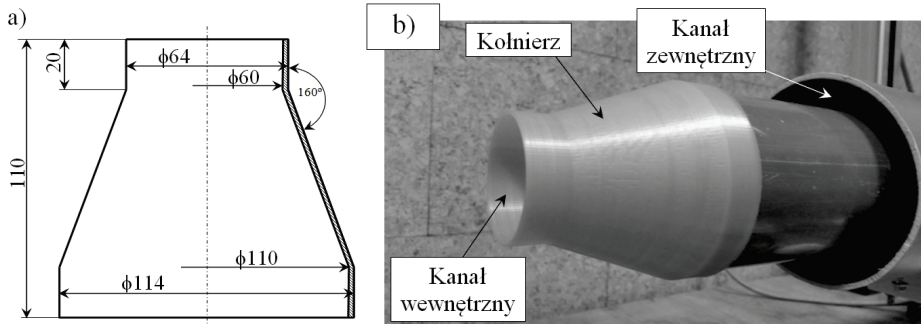 a)
20
ϕ64
ϕ60
160°
110
ϕ110
ϕ114
b)
Kołnierz
Kanał
zewnętrzny
Kanał
wewnętrzny